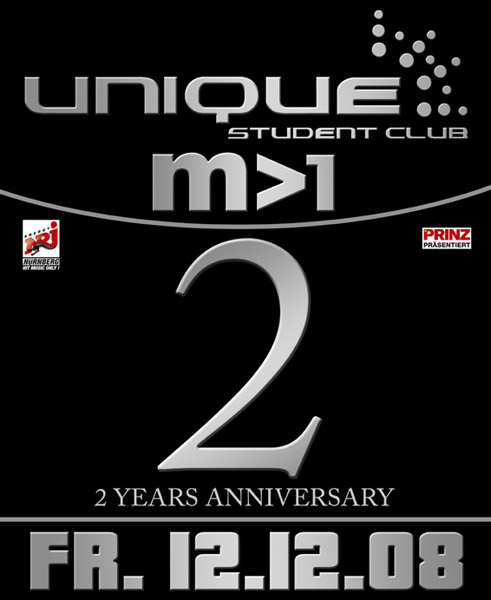 UNIQUE
STUDENT CLUB
m>1
ENERGY
NRJ
NÜRNBERG
HIT MUSIC ONLY!
PRINZ
PRÄSENTIERT
2
2 YEARS ANNIVERSARY
FR. 12.12.08